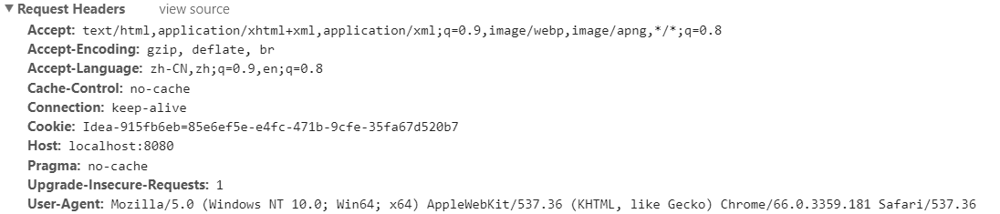 Request Headers view source
Accept: text/html,application/xhtml+xml,application/xml;q=0.9,image/webp,image/apng,*/*;q=0.8
Accept-Encoding: gzip, deflate, br
Accept-Language: zh-CN,zh;q=0.9,en;q=0.8
Cache-Control: no-cache
Connection: keep-alive
Cookie: Idea-915fb6eb=85e6ef5e-e4fc-471b-9cfe-35fa67d520b7
Host: localhost:8080
Pragma: no-cache
Upgrade-Insecure-Requests: 1
User-Agent: Mozilla/5.0 (Windows NT 10.0; Win64; x64) AppleWebKit/537.36 (KHTML, like Gecko) Chrome/66.0.3359.181 Safari/537.36